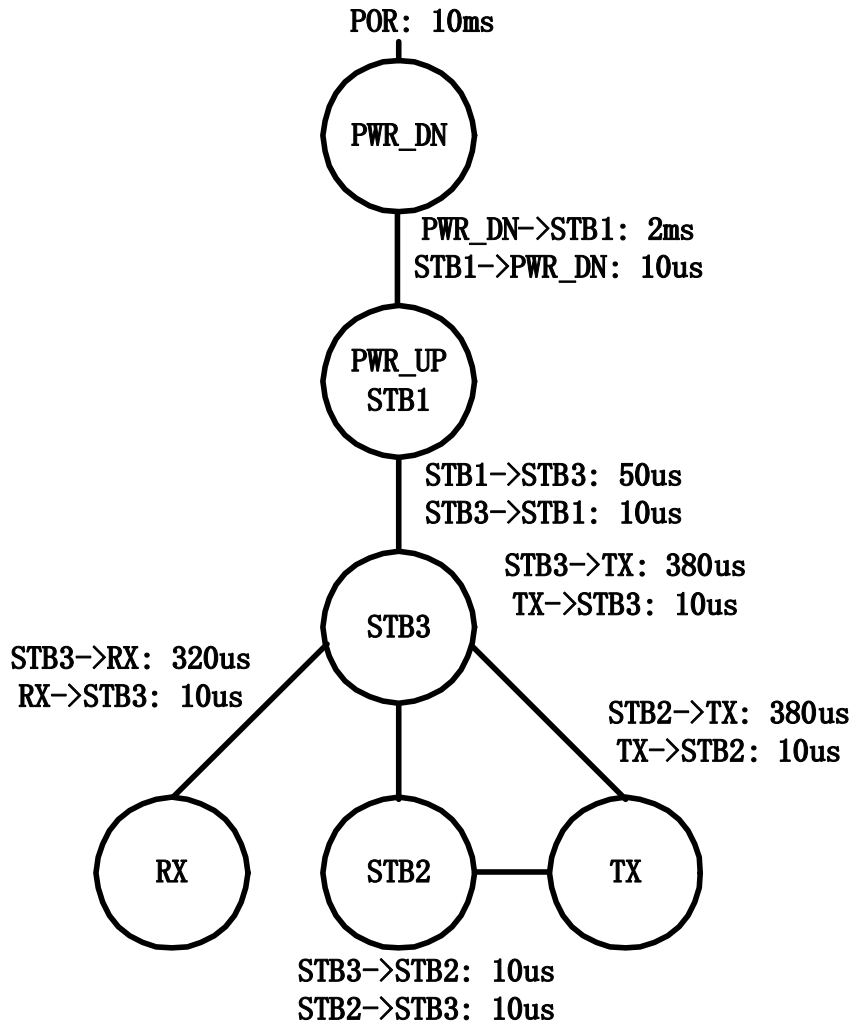 POR: 10ms
PWR_DN
PWR_DN->STB1: 2ms
STB1->PWR_DN: 10us
PWR_UP
STB1
STB1->STB3: 50us
STB3->STB1: 10us
STB3->TX: 380us
TX->STB3: 10us
STB3
STB3->RX: 320us
RX->STB3: 10us
STB2->TX: 380us
TX->STB2: 10us
RX
STB2
TX
STB3->STB2: 10us
STB2->STB3: 10us